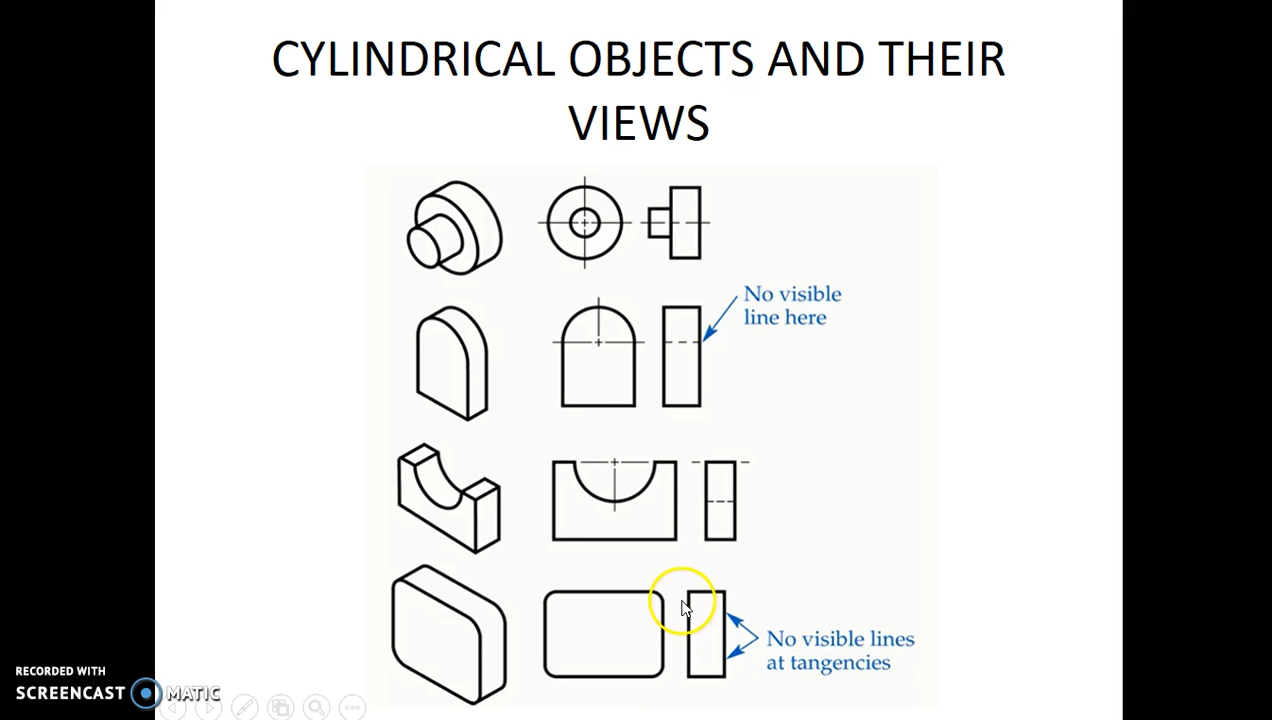 CYLINDRICAL OBJECTS AND THEIR
VIEWS
No visible
line here
No visible lines
at tangencies
RECORDED WITH
SCREENCAST MATIC